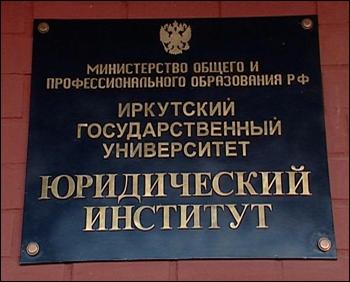 МИНИСТЕРСТВО ОБЩЕГО И
ПРОФЕССИОНАЛЬНОГО ОБРАЗОВАНИЯ РФ
ИРКУТСКИЙ
ГОСУДАРСТВЕННЫЙ
УНИВЕРСИТЕТ
ЮРИДИЧЕСКИЙ
ИНСТИТУТ